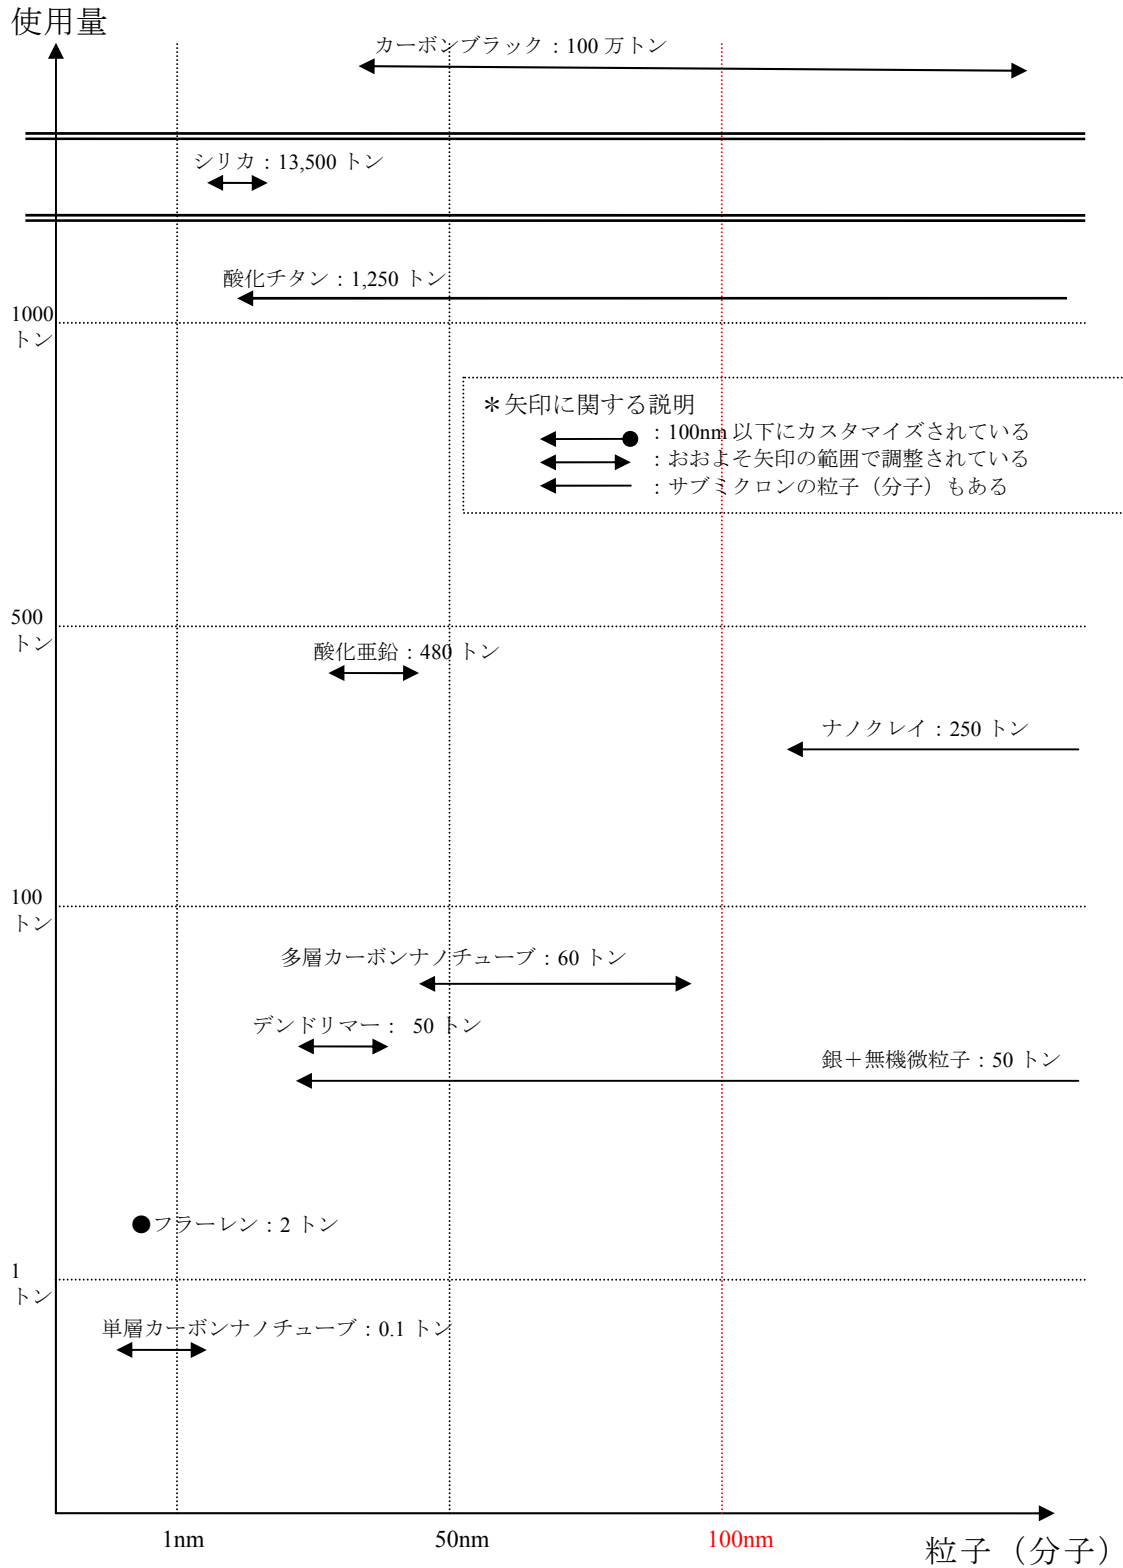 使用量
カーボンブラック：100 万トン
シリカ：13,500 トン
酸化チタン：1,250 トン
1000
トン
＊矢印に関する説明
：100nm 以下にカスタマイズされている
：おおよそ矢印の範囲で調整されている
：サブミクロンの粒子（分子）もある
500
トン
酸化亜鉛：480 トン
ナノクレイ：250 トン
100
トン
多層カーボンナノチューブ：60 トン
デンドリマー： 50 トン
銀＋無機微粒子：50 トン
フラーレン：2 トン
1
トン
単層カーボンナノチューブ：0.1 トン
1nm
50nm
100nm
粒子（分子）